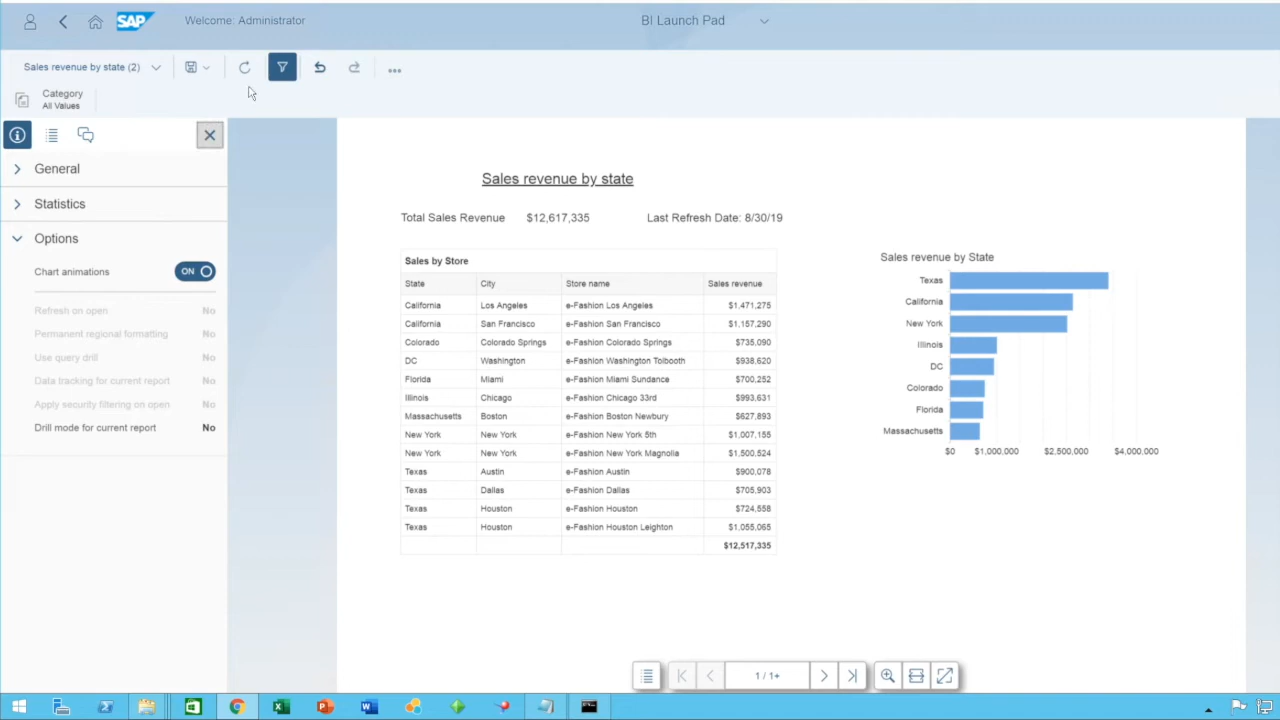 SAP Welcome: Administrator BI Launch Pad
Sales revenue by state (2)
Category
All Values
General
Statistics
Options
Chart animations ON
Refresh on open No
Permanent regional formatting No
Use query drill No
Data tracking for current report No
Apply security filtering on open No
Drill mode for current report No
Sales revenue by state
Total Sales Revenue $12,617,335 Last Refresh Date: 8/30/19
Sales by Store
State City Store name Sales revenue
California Los Angeles e-Fashion Los Angeles $1,471,275
California San Francisco e-Fashion San Francisco $1,157,290
Colorado Colorado Springs e-Fashion Colorado Springs $735,090
DC Washington e-Fashion Washington Tolbooth $938,620
Florida Miami e-Fashion Miami Sundance $700,252
Illinois Chicago e-Fashion Chicago 33rd $993,631
Massachusetts Boston e-Fashion Boston Newbury $627,893
New York New York e-Fashion New York 5th $1,007,155
New York New York e-Fashion New York Magnolia $1,500,524
Texas Austin e-Fashion Austin $900,078
Texas Dallas e-Fashion Dallas $705,903
Texas Houston e-Fashion Houston $724,558
Texas Houston e-Fashion Houston Leighton $1,055,065
$12,517,335
Sales revenue by State
Texas
California
New York
Illinois
DC
Colorado
Florida
Massachusetts
$0 $1,000,000 $2,500,000 $4,000,000
1 / 1+